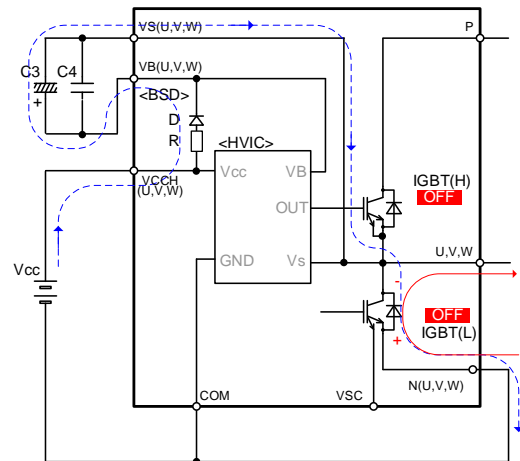 VS(U,V,W)
P
C3 C4
VB(U,V,W)
+
<BSD>
D
R
<HVIC>
VCCH
(U,V,W)
Vcc
VB
IGBT(H)
OFF
OUT
U,V,W
GND
Vs
Vcc
-
OFF
IGBT(L)
+
N(U,V,W)
COM
VSC